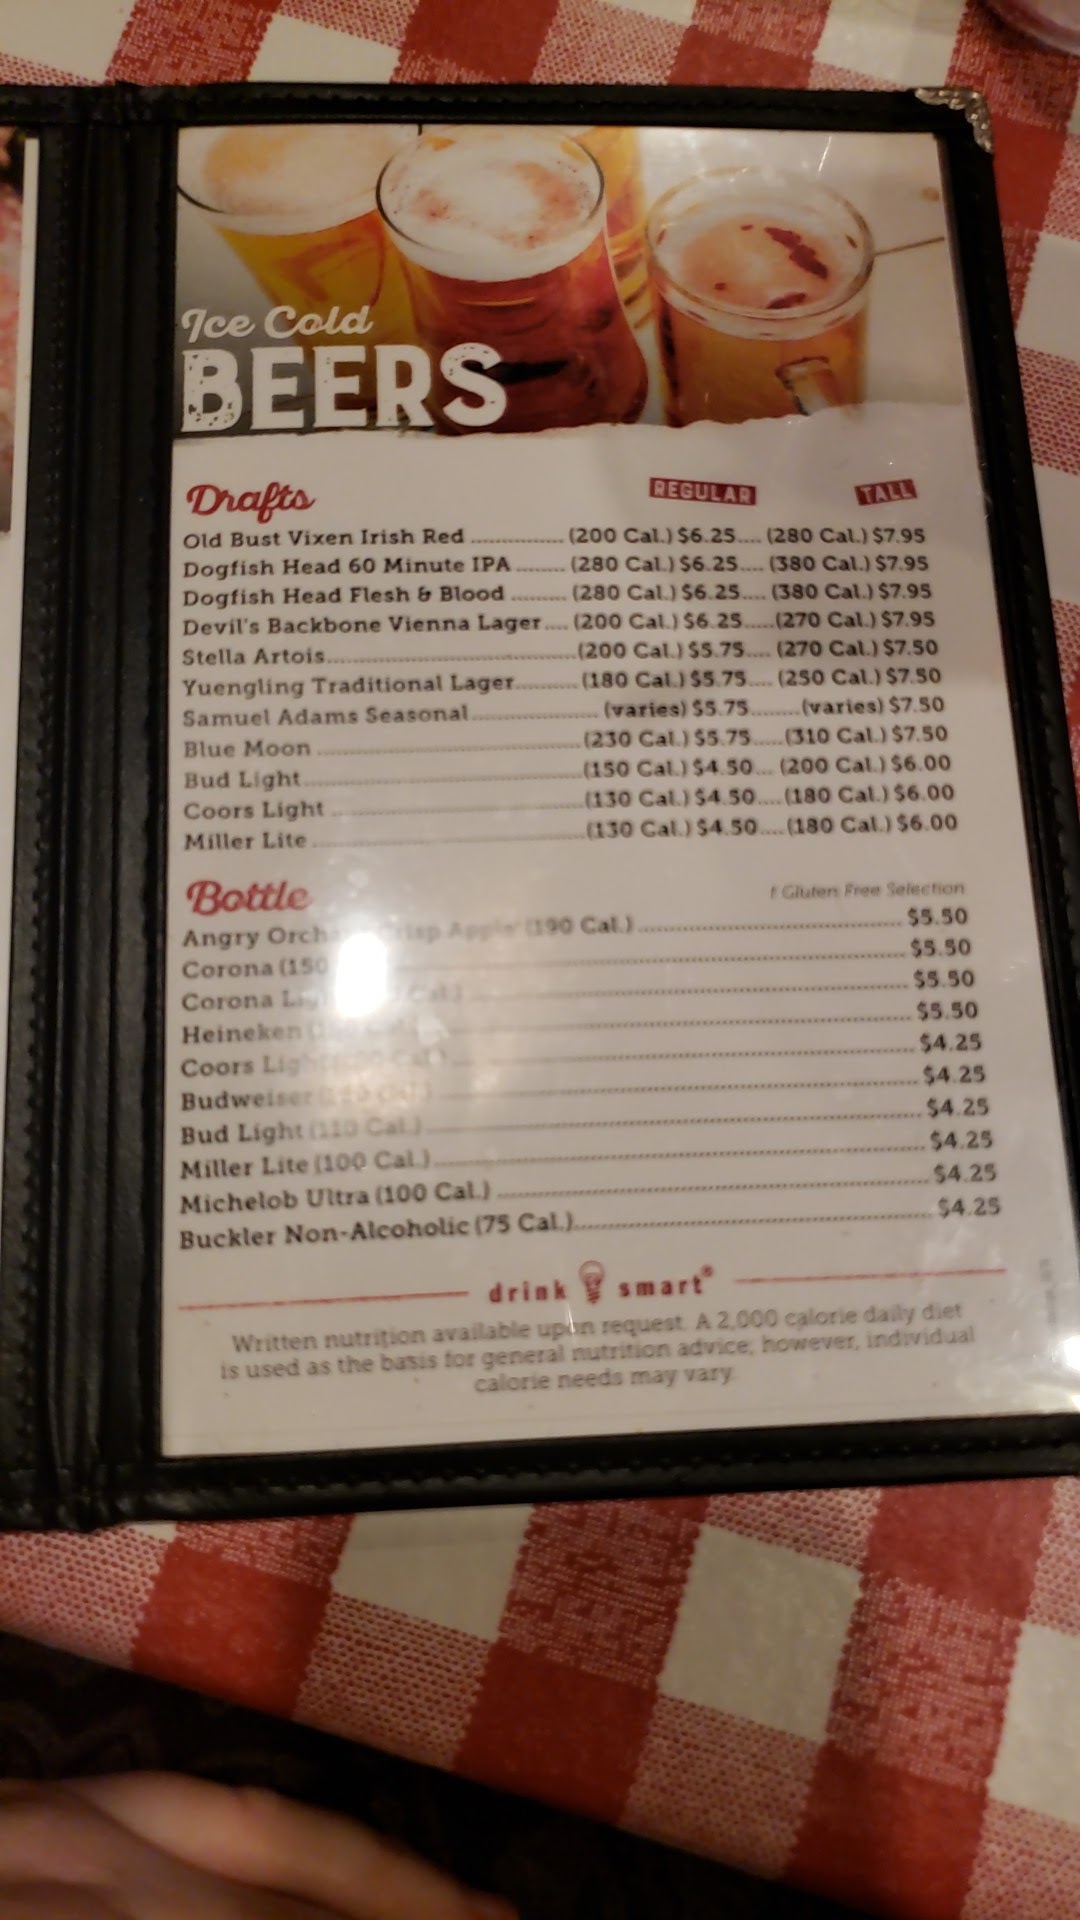 Ice Cold
BEERS
Drafts REGULAR TALL
Old Bust Vixen Irish Red ................ (200 Cal.) $6.25.... (280 Cal.) $7.95
Dogfish Head 60 Minute IPA ......... (280 Cal.) $6.25.... (380 Cal.) $7.95
Dogfish Head Flesh & Blood .......... (280 Cal.) $6.25.... (380 Cal.) $7.95
Devil's Backbone Vienna Lager.... (200 Cal.) $6.25.....(270 Cal.) $7.95
Stella Artois..............................................(200 Cal.) $5.75.... (270 Cal.) $7.50
Yuengling Traditional Lager........... (180 Cal.) $5.75.... (250 Cal.) $7.50
Samuel Adams Seasonal....................... (varies) $5.75.........(varies) $7.50
Blue Moon ................................................(230 Cal.) $5.75.....(310 Cal.) $7.50
Bud Light...................................................(150 Cal.) $4.50... (200 Cal.) $6.00
Coors Light ..............................................(130 Cal.) $4.50....(180 Cal.) $6.00
Miller Lite .................................................(130 Cal.) $4.50....(180 Cal.) $6.00
Bottle † Gluten Free Selection
Angry Crisp Apple (190 Cal.)............................................... $5.50
Corona (150 ............................................... $5.50
Corona ............................................... $5.50
Heineken ............................................... $5.50
Coors ............................................... $4.25
Budweiser ............................................... $4.25
Bud Light (110 Cal.)............................................... $4.25
Miller Lite (100 Cal.)............................................... $4.25
Michelob Ultra (100 Cal.) ............................................... $4.25
Buckler Non-Alcoholic (75 Cal.)............................................... $4.25
drink smart®
Written nutrition available upon request. A 2,000 calorie daily diet
is used as the basis for general nutrition advice; however, individual
calorie needs may vary.